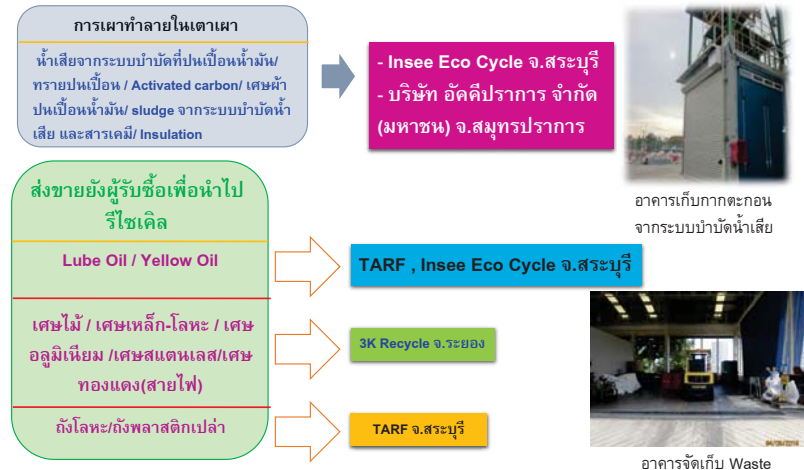 การเผาทำลายในเตาเผา
น้ำเสียจากระบบบำบัดที่ปนเปื้อนน้ำมัน/
ทรายปนเปื้อน / Activated carbon/ เศษผ้า
ปนเปื้อนน้ำมัน/ sludge จากระบบบำบัดน้ำ
เสีย และสารเคมี/ Insulation
- Insee Eco Cycle จ.สระบุรี
- บริษัท อัคคีปราการ จำกัด
(มหาชน) จ.สมุทรปราการ
อาคารเก็บกากตะกอน
จากระบบบำบัดน้ำเสีย
ส่งขายยังผู้รับซื้อเพื่อนำไป
รีไซเคิล
Lube Oil / Yellow Oil
TARF , Insee Eco Cycle จ.สระบุรี
เศษไม้ / เศษเหล็ก-โลหะ / เศษ
อลูมิเนียม /เศษสแตนเลส/เศษ
ทองแดง(สายไฟ)
3K Recycle จ.ระยอง
ถังโลหะ/ถังพลาสติกเปล่า
TARF จ.สระบุรี
อาคารจัดเก็บ Waste